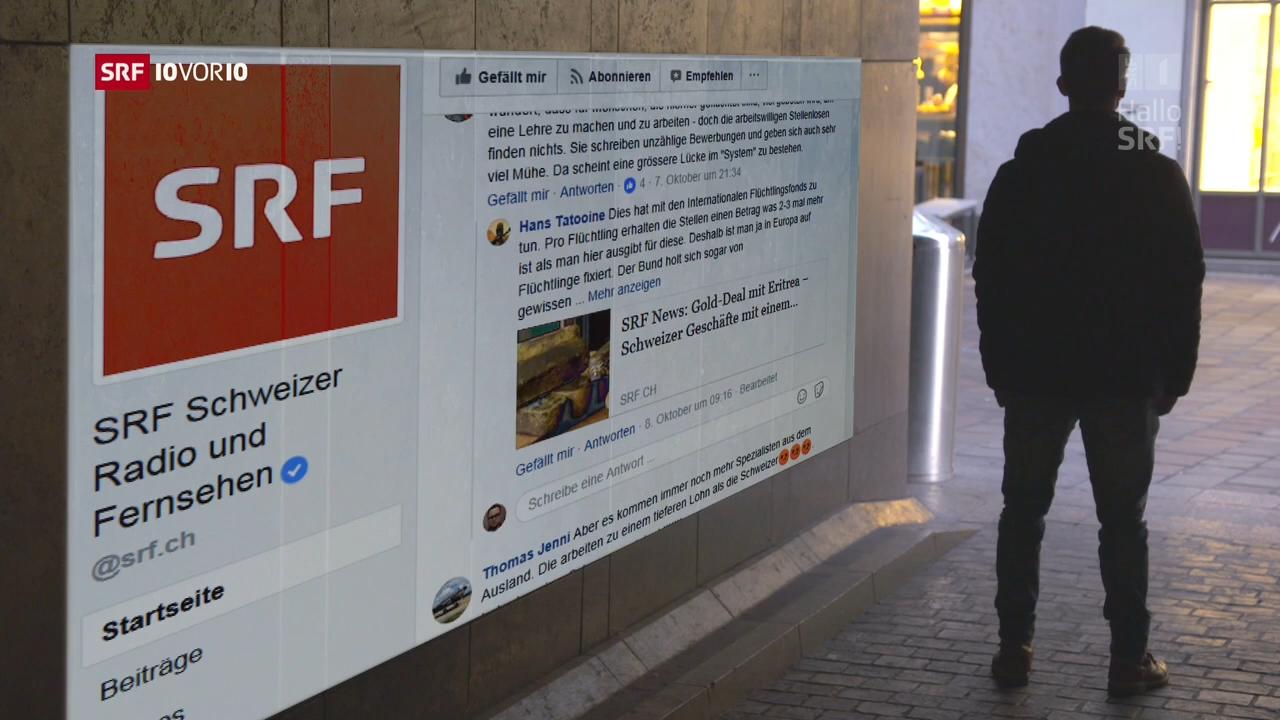 SRF 10VOR10
SRF
SRF Schweizer
Radio und
Fernsehen
@srf.ch
Startseite
Beiträge
Gefällt mir
Abonnieren
Empfehlen
eine Lehre zu machen und zu arbeiten - doch die arbeitswilligen Stellenlosen
finden nichts. Sie schreiben unzählige Bewerbungen und geben sich auch sehr
viel Mühe. Da scheint eine grössere Lücke im "System" zu bestehen.
Gefällt mir · Antworten · 4 · 7. Oktober um 21:34
Hans Tatooine Dies hat mit den Internationalen Flüchtlingsfonds zu
tun. Pro Flüchtling erhalten die Stellen einen Betrag was 2-3 mal mehr
ist als man hier ausgibt für diese. Deshalb ist man ja in Europa auf
Flüchtlinge fixiert. Der Bund holt sich sogar von
gewissen ... Mehr anzeigen
SRF News: Gold-Deal mit Eritrea –
Schweizer Geschäfte mit einem...
SRF.CH
Gefällt mir · Antworten · 8. Oktober um 09:16 · Bearbeitet
Schreibe eine Antwort ...
Thomas Jenni Aber es kommen immer noch mehr Spezialisten aus dem
Ausland. Die arbeiten zu einem tieferen Lohn als die Schweizer
Hallo
SRF!